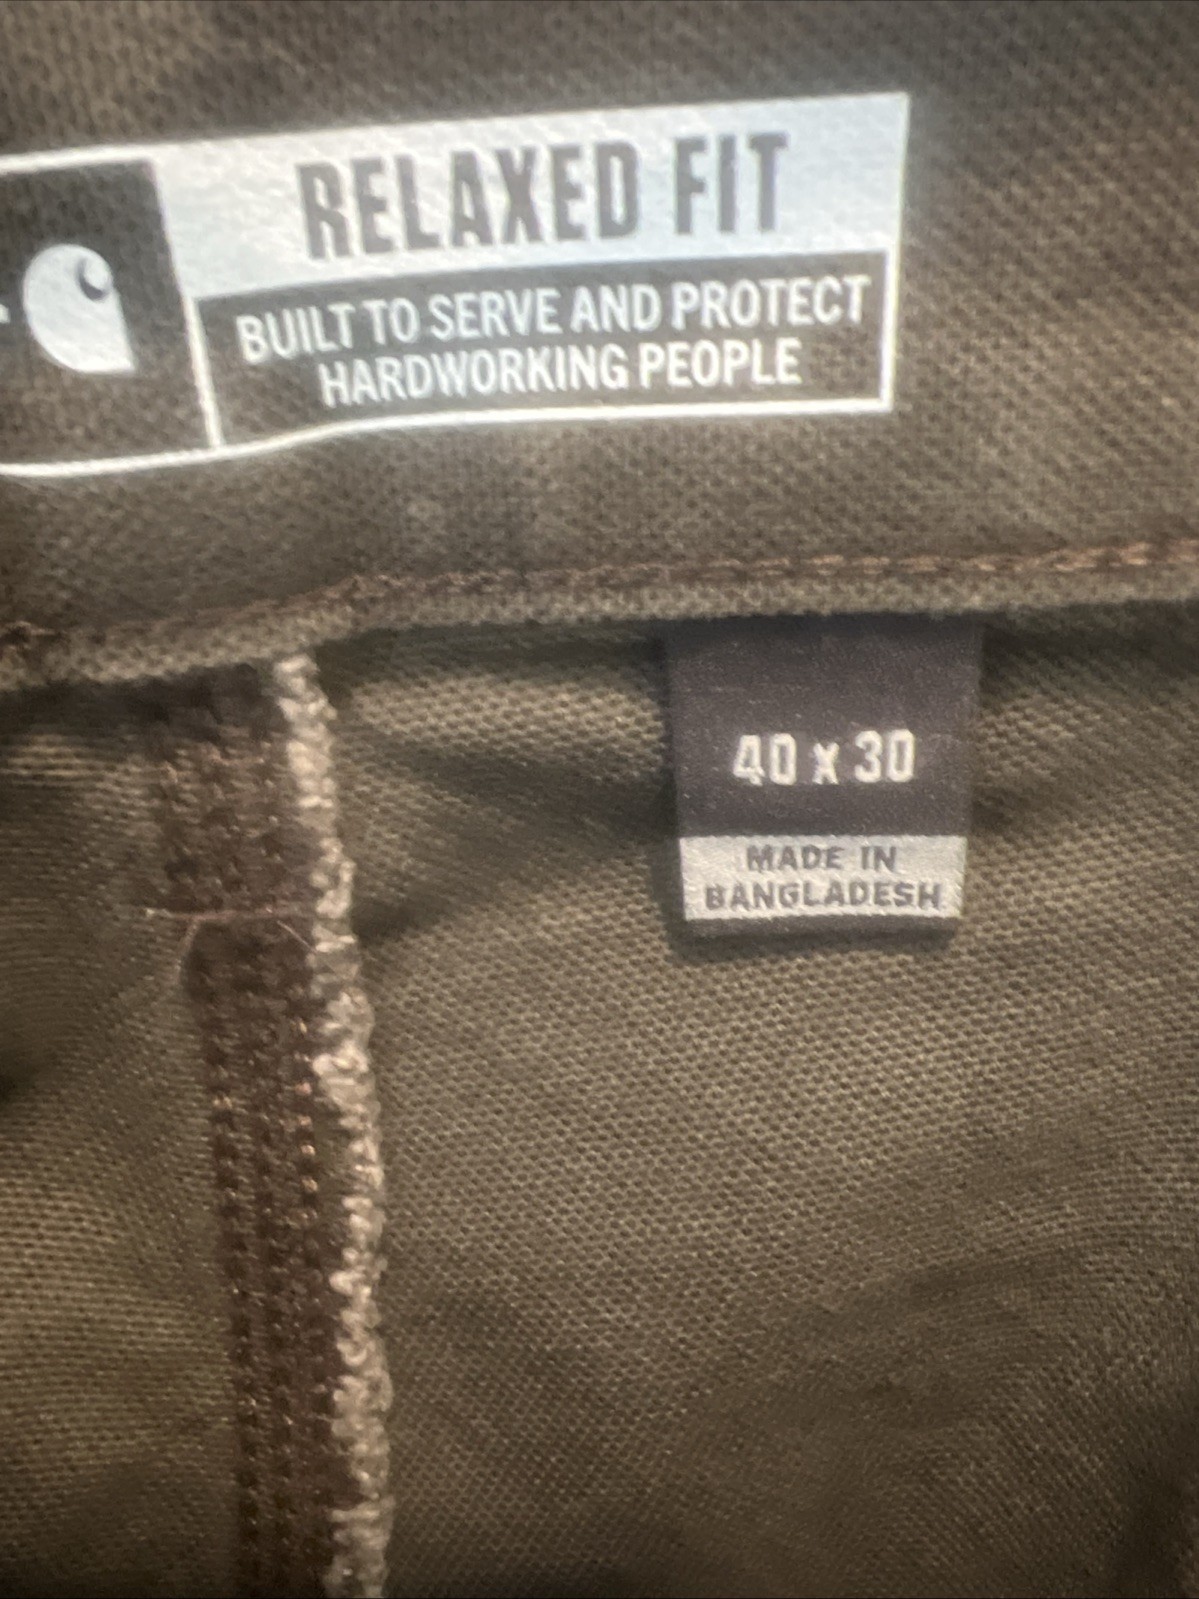 RELAXED FIT
BUILT TO SERVE AND PROTECT
HARDWORKING PEOPLE
40 x 30
MADE IN
BANGLADESH